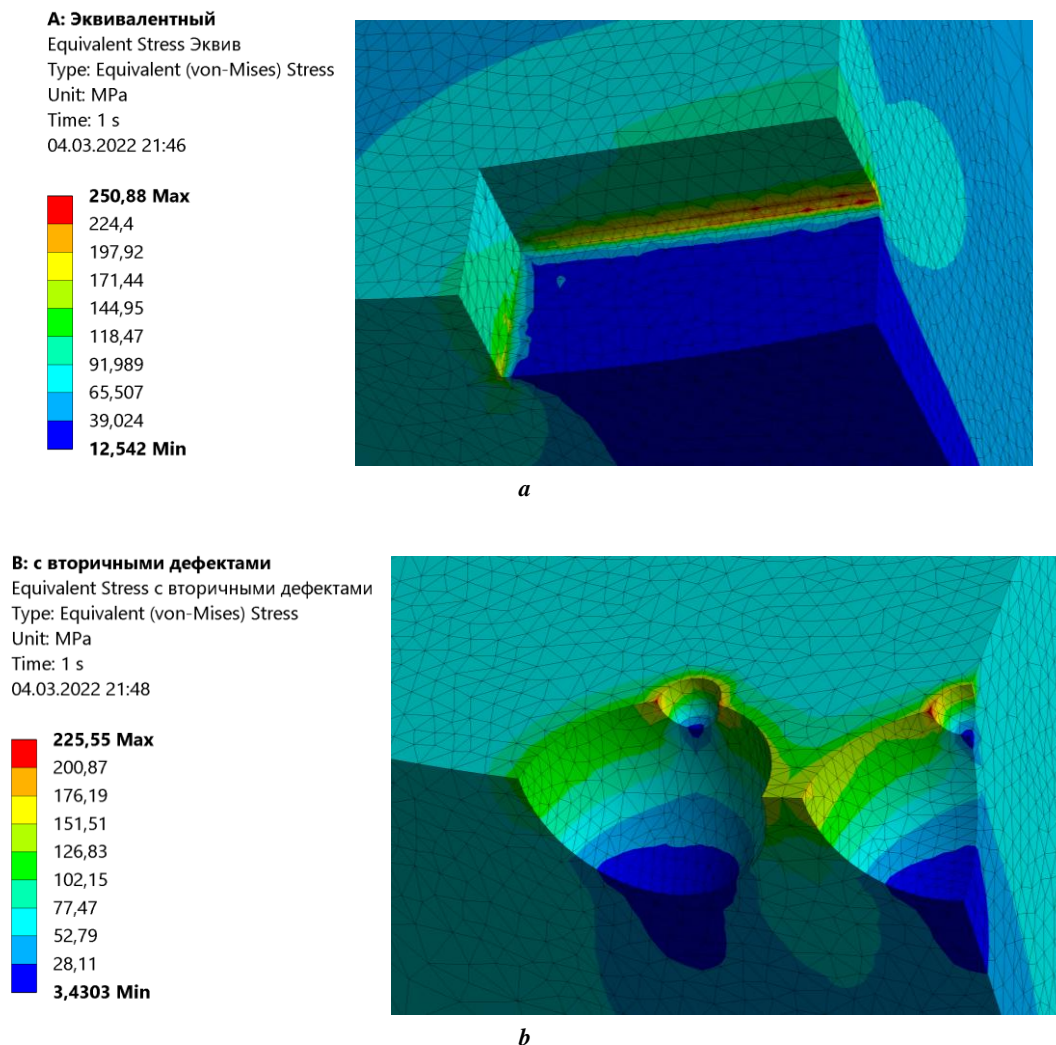 A: Эквивалентный
Equivalent Stress Эквив
Type: Equivalent (von-Mises) Stress
Unit: MPa
Time: 1 s
04.03.2022 21:46
250,88 Max
224,4
197,92
171,44
144,95
118,47
91,989
65,507
39,024
12,542 Min
a
B: с вторичными дефектами
Equivalent Stress с вторичными дефектами
Type: Equivalent (von-Mises) Stress
Unit: MPa
Time: 1 s
04.03.2022 21:48
225,55 Max
200,87
176,19
151,51
126,83
102,15
77,47
52,79
28,11
3,4303 Min
b